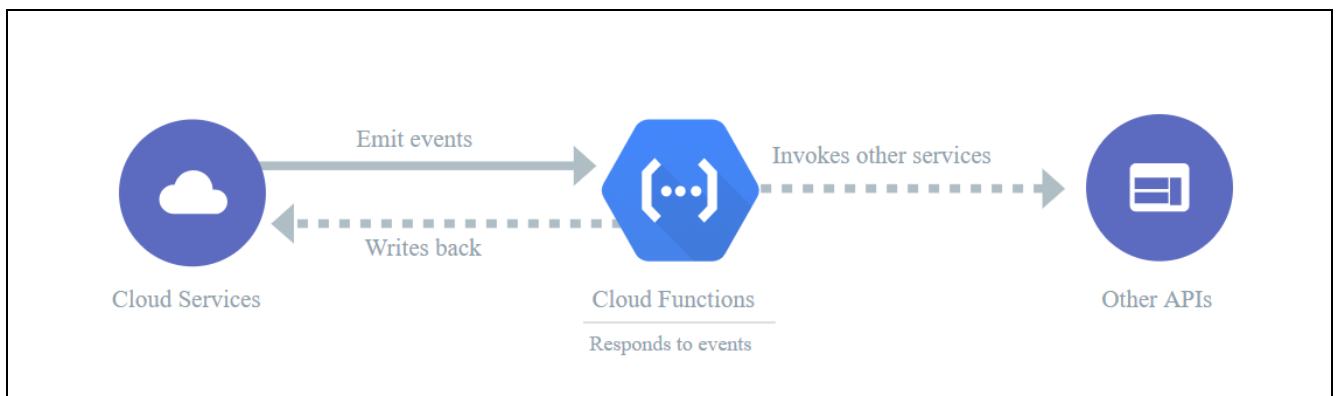 Emit events
Invokes other services
Writes back
Cloud Services
Cloud Functions
Other APIs
Responds to events